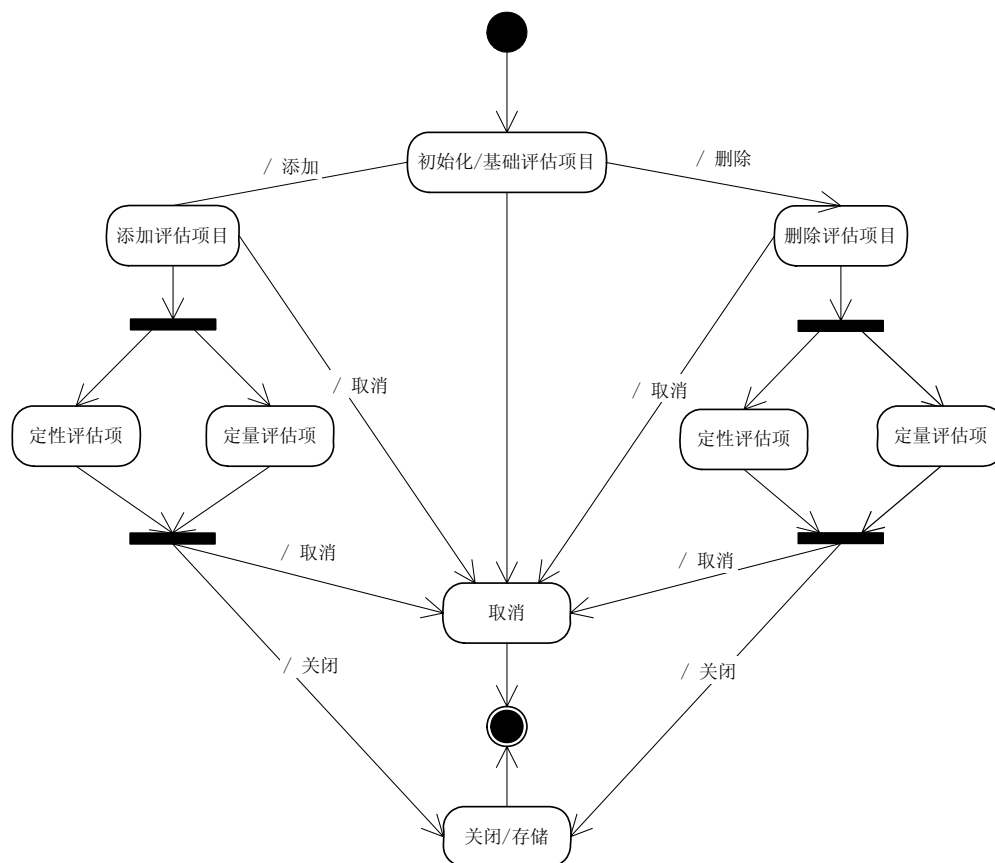 初始化/基础评估项目
/ 添加
/ 删除
添加评估项目
删除评估项目
/ 取消
/ 取消
定性评估项
定量评估项
定性评估项
定量评估项
/ 取消
/ 取消
取消
/ 关闭
/ 关闭
关闭/存储